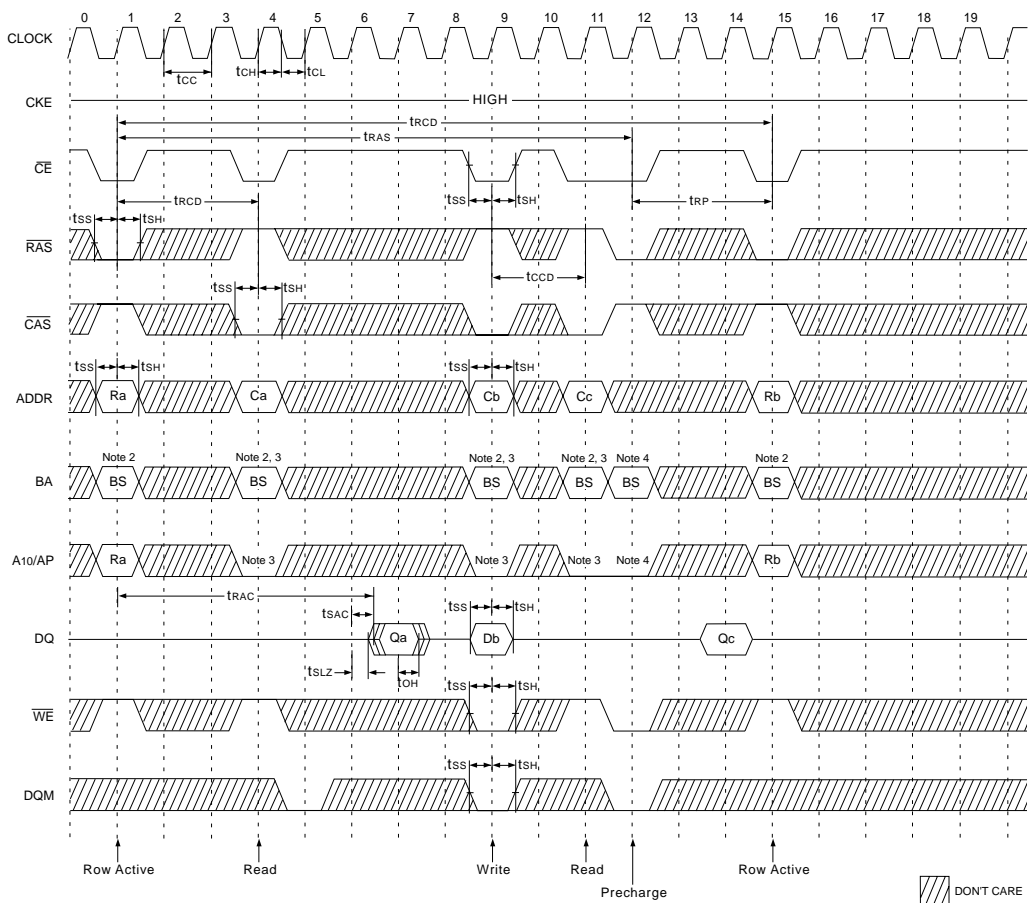 0 1 2 3 4 5 6 7 8 9 10 11 12 13 14 15 16 17 18 19
CLOCK
tCC tCH tCL
CKE HIGH
tRCD
tRAS
CE
tRCD tSS tSH tRP
tSS tSH
RAS
tCCD
tSS tSH
CAS
tSS tSH tSS tSH
ADDR Ra Ca Cb Cc Rb
Note 2 Note 2, 3 Note 2, 3 Note 2, 3 Note 4 Note 2
BA BS BS BS BS BS BS
A10/AP Ra Note 3 Note 3 Note 3 Note 4 Rb
tRAC
tSAC tSS tSH
DQ Qa Db Qc
tSLZ tOH
tSS tSH
WE
tSS tSH
DQM
Row Active Read Write Read Row Active
Precharge
DON'T CARE